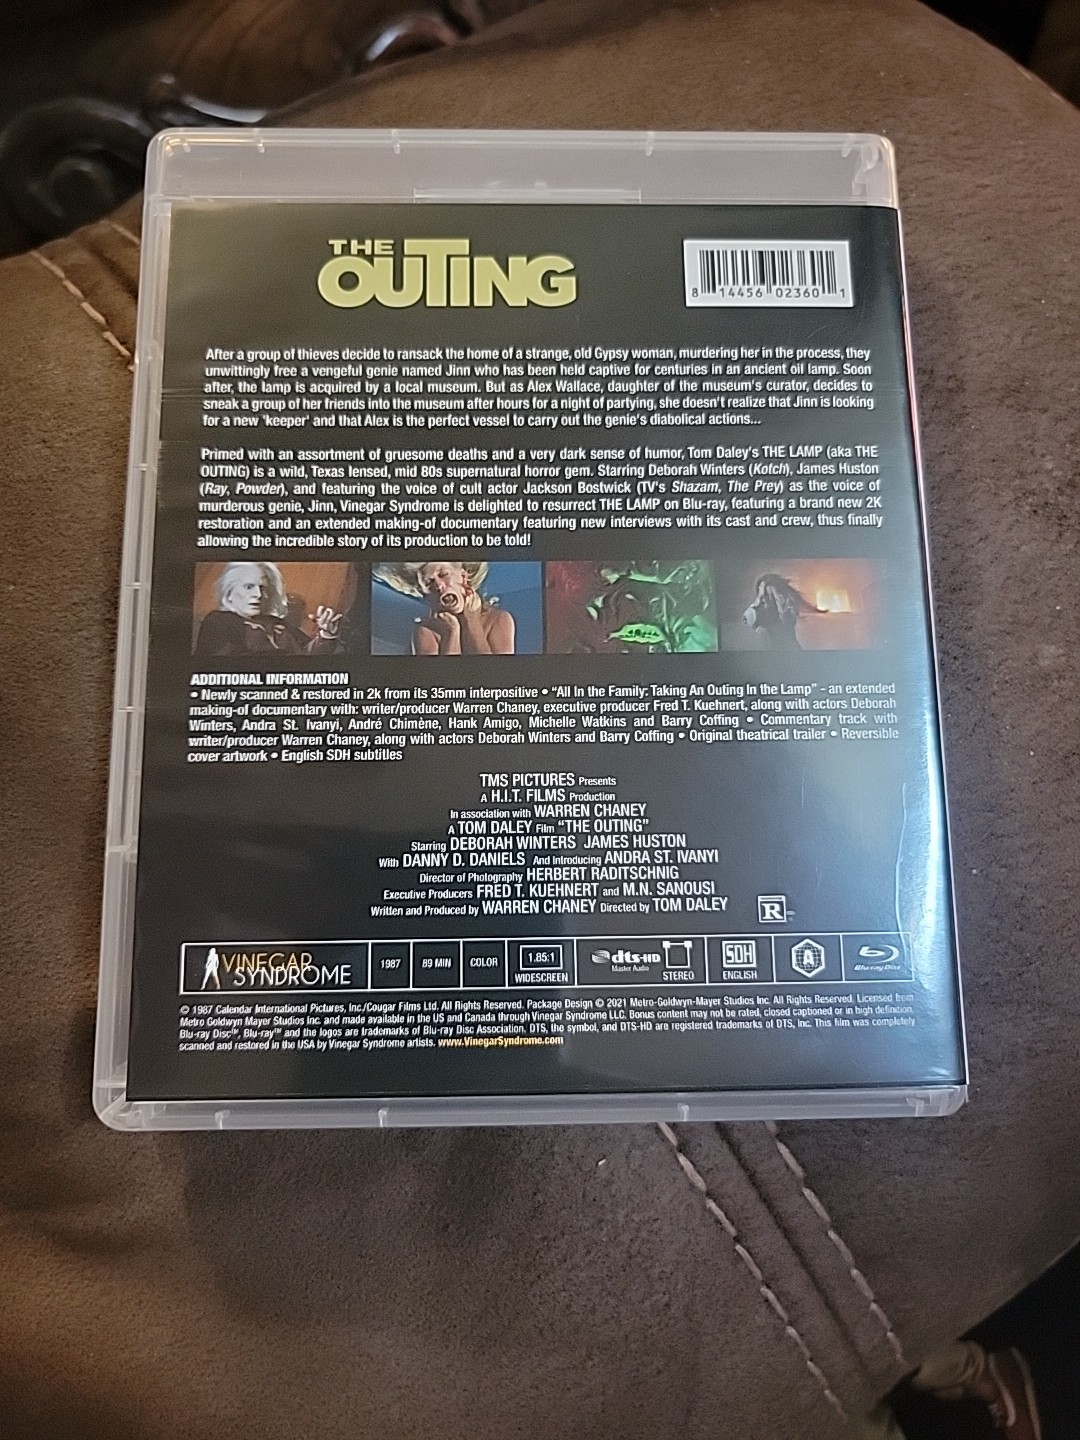 THE
OUTING
8 14456 02360 1
After a group of thieves decide to ransack the home of a strange, old Gypsy woman, murdering her in the process, they
unwittingly free a vengeful genie named Jinn who has been held captive for centuries in an ancient oil lamp. Soon
after, the lamp is acquired by a local museum. But as Alex Wallace, daughter of the museum's curator, decides to
sneak a group of her friends into the museum after hours for a night of partying, she doesn't realize that Jinn is looking
for a new 'keeper' and that Alex is the perfect vessel to carry out the genie's diabolical actions...
Primed with an assortment of gruesome deaths and a very dark sense of humor, Tom Daley's THE LAMP (aka THE
OUTING) is a wild, Texas lensed, mid 80s supernatural horror gem. Starring Deborah Winters (Kotch), James Huston
(Ray, Powder), and featuring the voice of cult actor Jackson Bostwick (TV's Shazam, The Prey) as the voice of
murderous genie, Jinn, Vinegar Syndrome is delighted to resurrect THE LAMP on Blu-ray, featuring a brand new 2K
restoration and an extended making-of documentary featuring new interviews with its cast and crew, thus finally
allowing the incredible story of its production to be told!
ADDITIONAL INFORMATION
• Newly scanned & restored in 2k from its 35mm interpositive • "All In the Family: Taking An Outing In the Lamp" - an extended
making-of documentary with: writer/producer Warren Chaney, executive producer Fred T. Kuehnert, along with actors Deborah
Winters, Andra St. Ivanyi, André Chimène, Hank Amigo, Michelle Watkins and Barry Coffing • Commentary track with
writer/producer Warren Chaney, along with actors Deborah Winters and Barry Coffing • Original theatrical trailer • Reversible
cover artwork • English SDH subtitles
TMS PICTURES Presents
A H.I.T. FILMS Production
In association with WARREN CHANEY
A TOM DALEY Film "THE OUTING"
Starring DEBORAH WINTERS JAMES HUSTON
With DANNY D. DANIELS And Introducing ANDRA ST. IVANYI
Director of Photography HERBERT RADITSCHNIG
Executive Producers FRED T. KUEHNERT and M.N. SANOUSI
Written and Produced by WARREN CHANEY Directed by TOM DALEY
R
VINEGAR
SYNDROME
1987
89 MIN
COLOR
1.85:1
WIDESCREEN
dts-HD
Master Audio
STEREO
SDH
ENGLISH
A
Blu-ray Disc
© 1987 Calendar International Pictures, Inc./Cougar Films Ltd. All Rights Reserved. Package Design © 2021 Metro-Goldwyn-Mayer Studios Inc. All Rights Reserved. Licensed from
Metro Goldwyn Mayer Studios Inc. and made available in the US and Canada through Vinegar Syndrome LLC. Bonus content may not be rated, closed captioned or in high definition.
Blu-ray Disc™, Blu-ray™ and the logos are trademarks of Blu-ray Disc Association. DTS, the symbol, and DTS-HD are registered trademarks of DTS, Inc. This film was completely
scanned and restored in the USA by Vinegar Syndrome artists. www.VinegarSyndrome.com